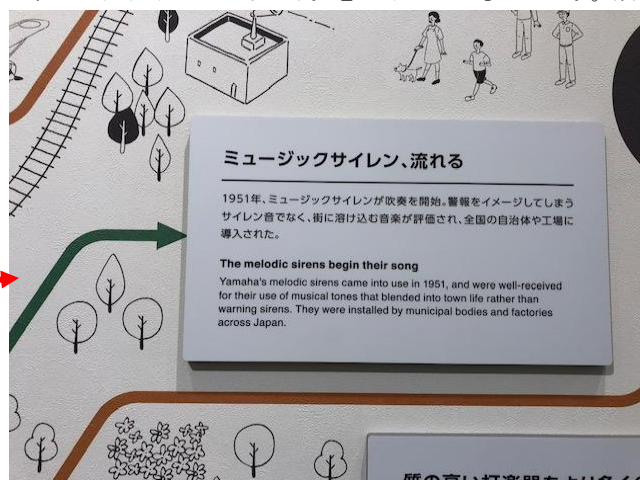 ミュージックサイレン、流れる
1951年、ミュージックサイレンが吹奏を開始。警報をイメージしてしまう
サイレン音でなく、街に溶け込む音楽が評価され、全国の自治体や工場に
導入された。
The melodic sirens begin their song
Yamaha's melodic sirens came into use in 1951, and were well-received
for their use of musical tones that blended into town life rather than
warning sirens. They were installed by municipal bodies and factories
across Japan.